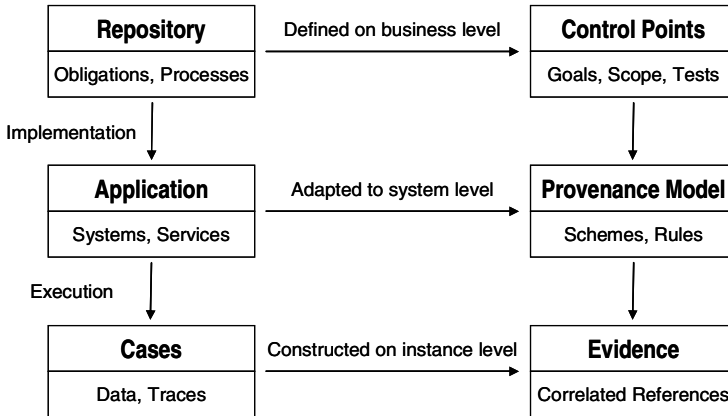 Repository
Defined on business level
Control Points
Obligations, Processes
Goals, Scope, Tests
Implementation
Application
Adapted to system level
Provenance Model
Systems, Services
Schemes, Rules
Execution
Cases
Constructed on instance level
Evidence
Data, Traces
Correlated References